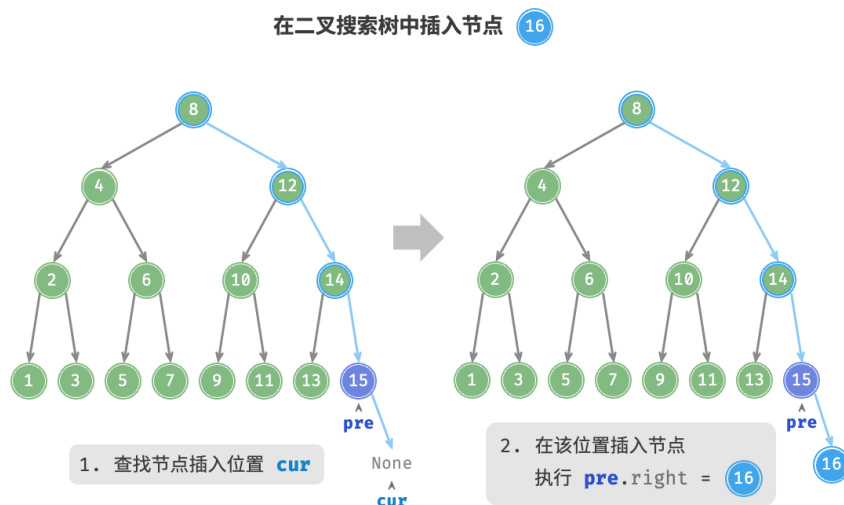 在二叉搜索树中插入节点 16
8
4 12
2 6 10 14
1 3 5 7 9 11 13 15
pre
None
cur
1. 查找节点插入位置 cur
8
4 12
2 6 10 14
1 3 5 7 9 11 13 15
pre
16
2. 在该位置插入节点
执行 pre.right = 16